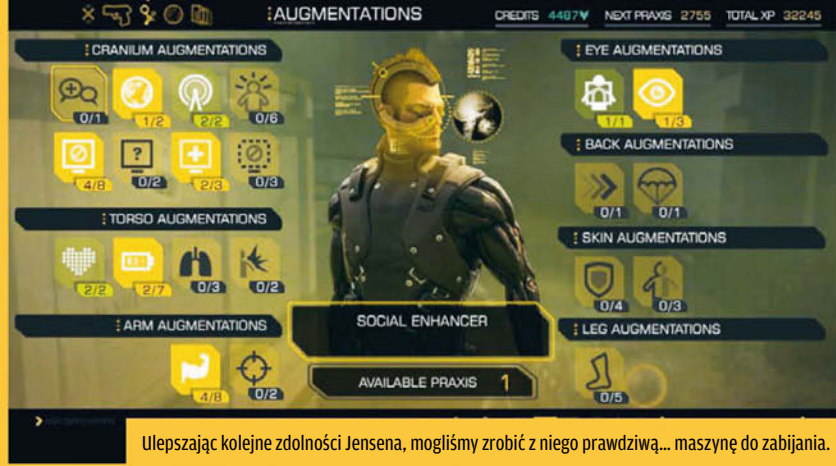 AUGMENTATIONS
CREDITS 4487 NEXT PRAXIS 2755 TOTAL XP 32245
CRANIUM AUGMENTATIONS
0/1 1/2 2/2 0/6
4/8 0/2 2/3 0/3
TORSO AUGMENTATIONS
2/2 2/7 0/3 0/2
ARM AUGMENTATIONS
4/8 0/2
SOCIAL ENHANCER
AVAILABLE PRAXIS 1
EYE AUGMENTATIONS
1/1 1/3
BACK AUGMENTATIONS
0/1 0/1
SKIN AUGMENTATIONS
0/4 0/3
LEG AUGMENTATIONS
0/5
Ulepszając kolejne zdolności Jensena, mogliśmy zrobić z niego prawdziwą... maszynę do zabijania.